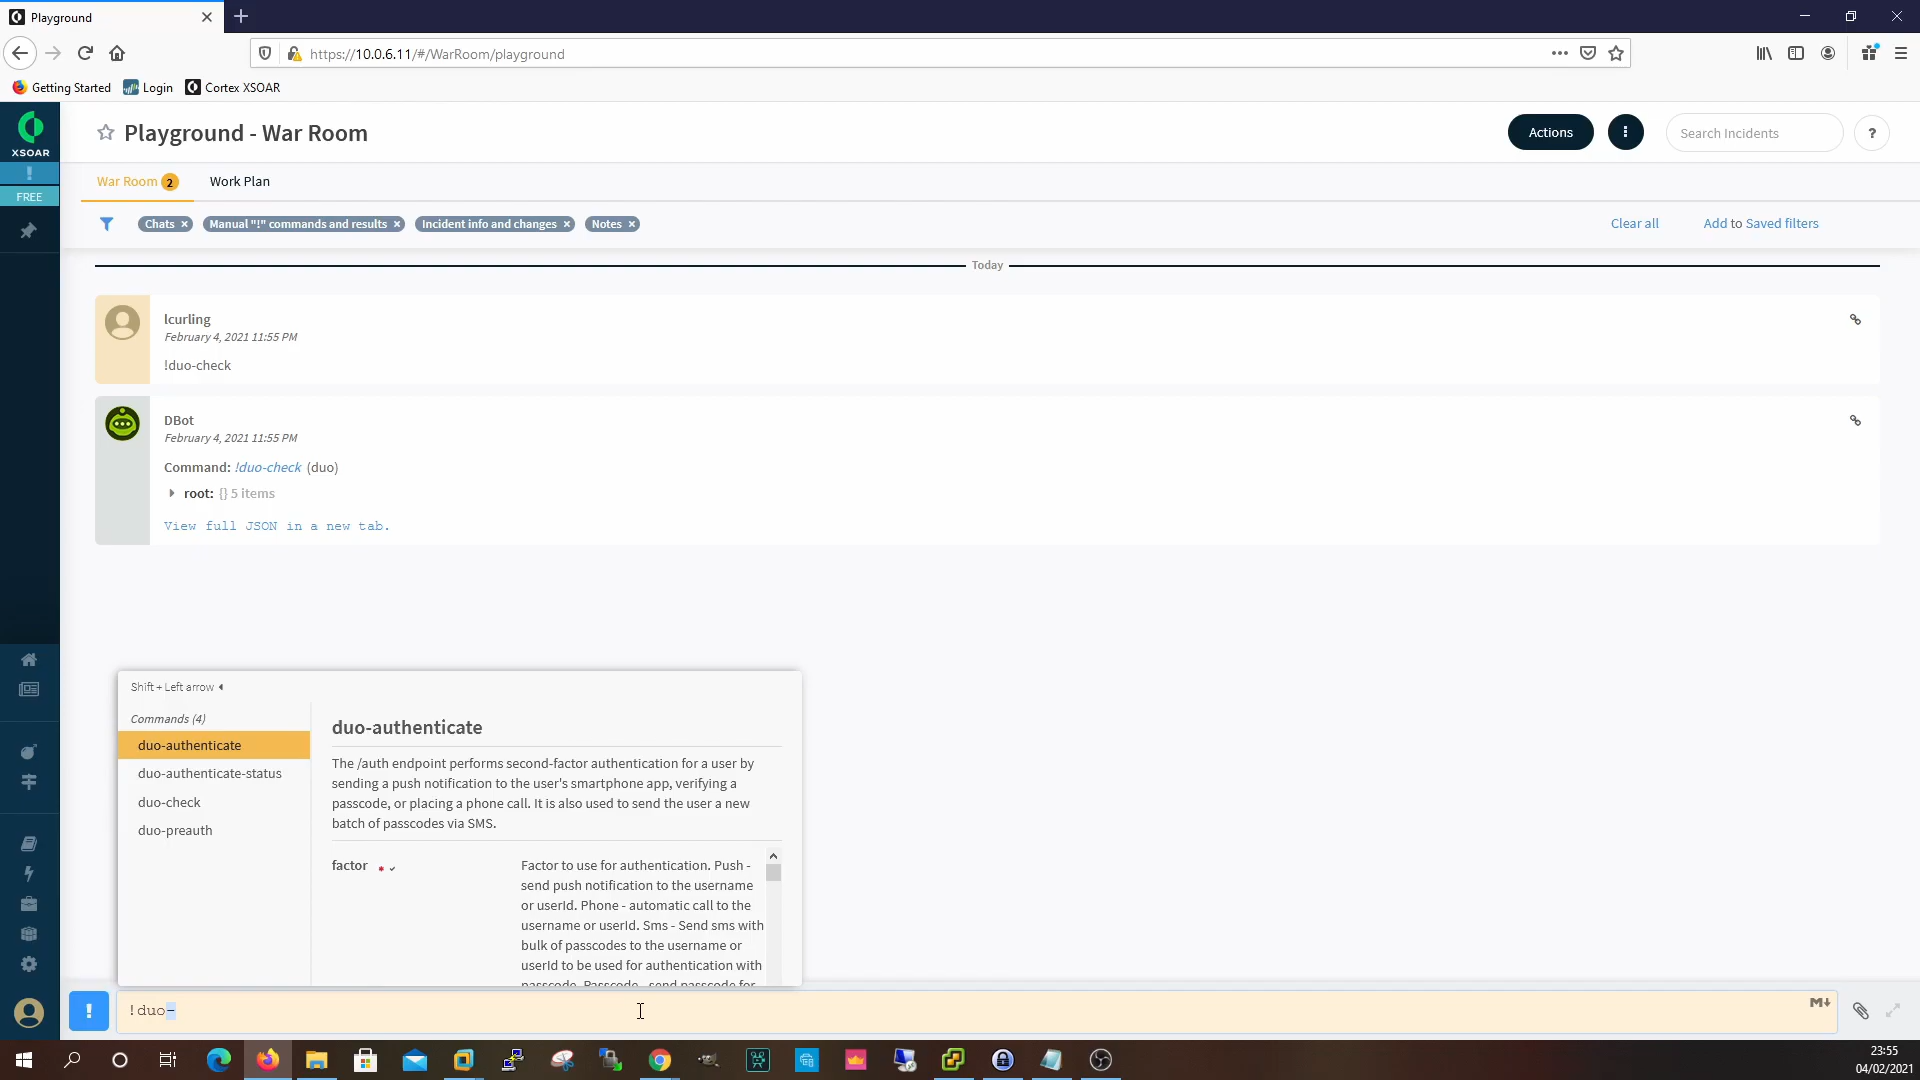 Playground
https://10.0.6.11/#/WarRoom/playground
Getting Started
Login
Cortex XSOAR
XSOAR
FREE
Playground - War Room
Actions
Search Incidents
?
War Room 2
Work Plan
Chats ×
Manual "!" commands and results ×
Incident info and changes ×
Notes ×
Clear all
Add to Saved filters
Today
lcurling
February 4, 2021 11:55 PM
!duo-check
DBot
February 4, 2021 11:55 PM
Command: !duo-check (duo)
root: {} 5 items
View full JSON in a new tab.
Shift + Left arrow
Commands (4)
duo-authenticate
duo-authenticate-status
duo-check
duo-preauth
duo-authenticate
The /auth endpoint performs second-factor authentication for a user by
sending a push notification to the user's smartphone app, verifying a
passcode, or placing a phone call. It is also used to send the user a new
batch of passcodes via SMS.
factor *
Factor to use for authentication. Push -
send push notification to the username
or userId. Phone - automatic call to the
username or userId. Sms - Send sms with
bulk of passcodes to the username or
userId to be used for authentication with
passcode. Passcode - send passcode for
!
!duo-
M
23:55
04/02/2021